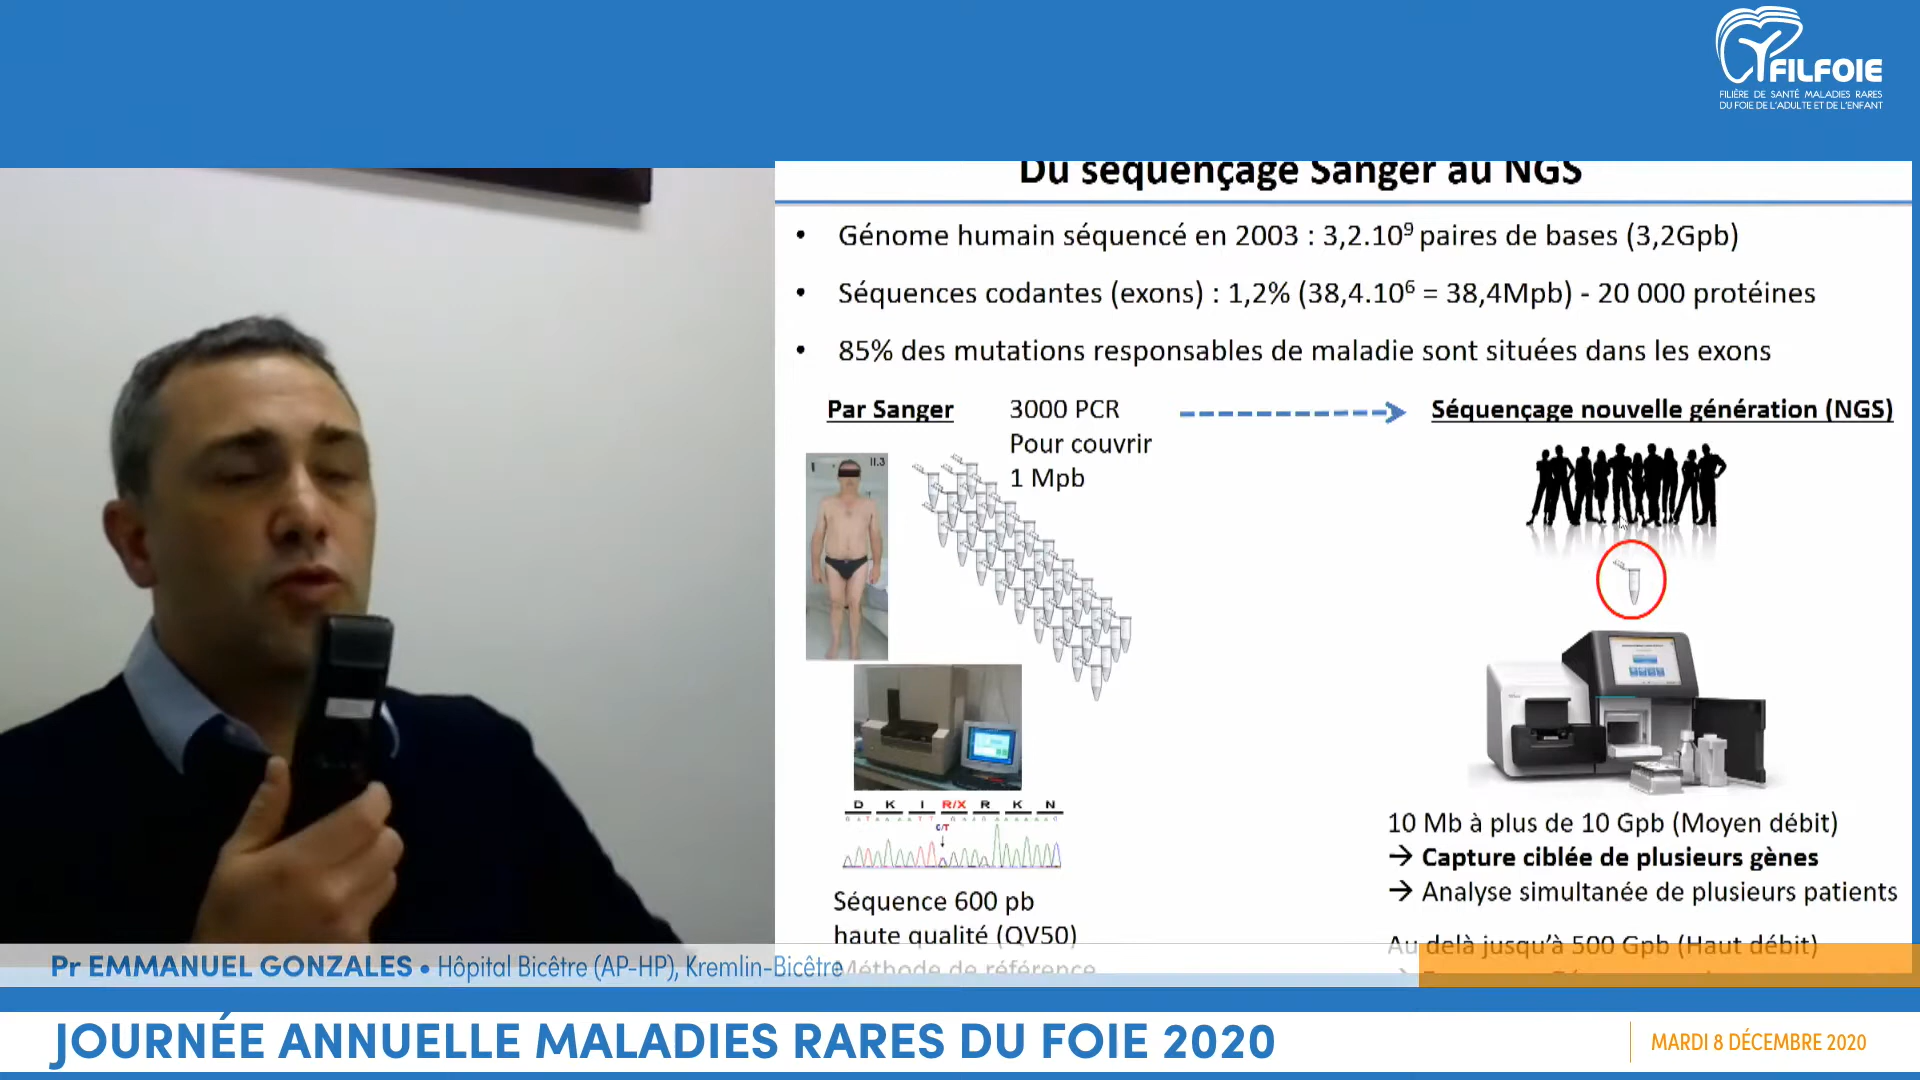 FILFOIE
FILIÈRE DE SANTÉ MALADIES RARES
DU FOIE DE L'ADULTE ET DE L'ENFANT
Du séquençage Sanger au NGS
• Génome humain séquencé en 2003 : 3,2.10⁹ paires de bases (3,2Gpb)
• Séquences codantes (exons) : 1,2% (38,4.10⁶ = 38,4Mpb) - 20 000 protéines
• 85% des mutations responsables de maladie sont situées dans les exons
Par Sanger
3000 PCR
Pour couvrir
1 Mpb
Séquençage nouvelle génération (NGS)
II.3
D K I R/X R K N
C/T
Séquence 600 pb
haute qualité (QV50)
Méthode de référence
10 Mb à plus de 10 Gpb (Moyen débit)
→ Capture ciblée de plusieurs gènes
→ Analyse simultanée de plusieurs patients
Au delà jusqu'à 500 Gpb (Haut débit)
Pr EMMANUEL GONZALES • Hôpital Bicêtre (AP-HP), Kremlin-Bicêtre
JOURNÉE ANNUELLE MALADIES RARES DU FOIE 2020
MARDI 8 DÉCEMBRE 2020